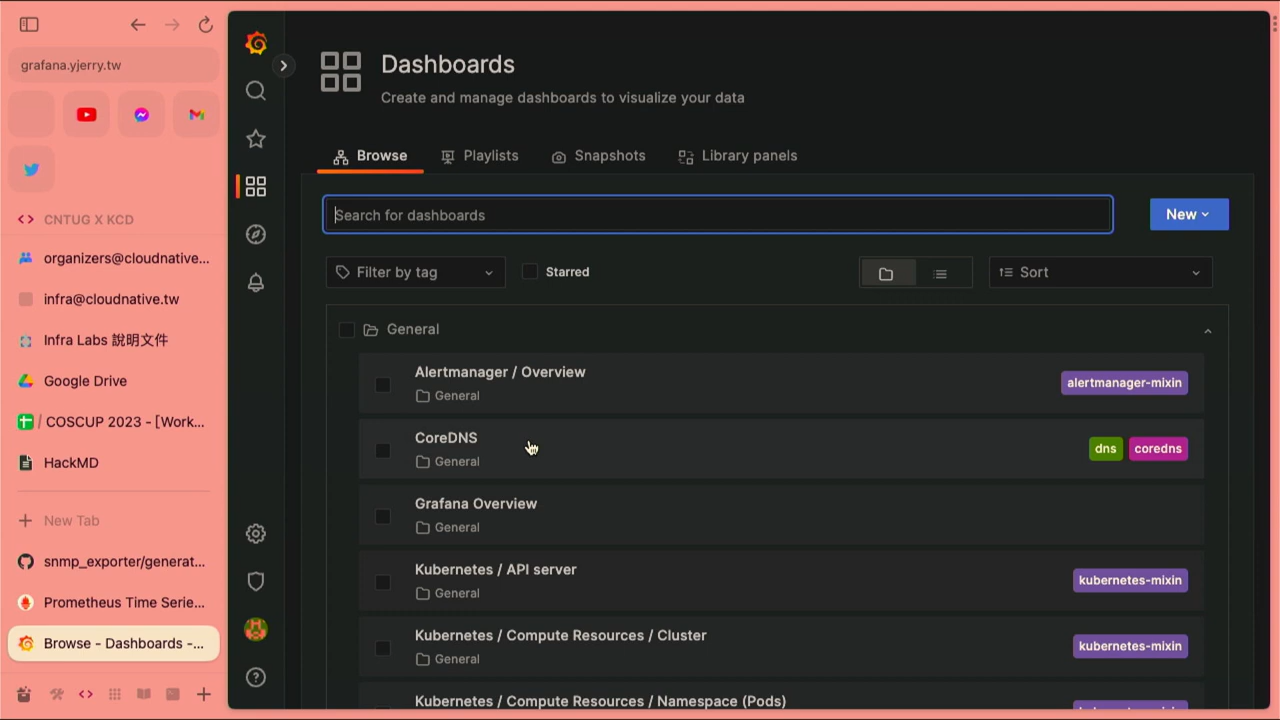 grafana.yjerry.tw
CNTUG X KCD
organizers@cloudnative...
infra@cloudnative.tw
Infra Labs 說明文件
Google Drive
/ COSCUP 2023 - [Work...
HackMD
New Tab
snmp_exporter/generat...
Prometheus Time Serie...
Browse - Dashboards -...
Dashboards
Create and manage dashboards to visualize your data
Browse
Playlists
Snapshots
Library panels
Search for dashboards
New
Filter by tag
Starred
Sort
General
Alertmanager / Overview
General
alertmanager-mixin
CoreDNS
General
dns
coredns
Grafana Overview
General
Kubernetes / API server
General
kubernetes-mixin
Kubernetes / Compute Resources / Cluster
General
kubernetes-mixin
Kubernetes / Compute Resources / Namespace (Pods)